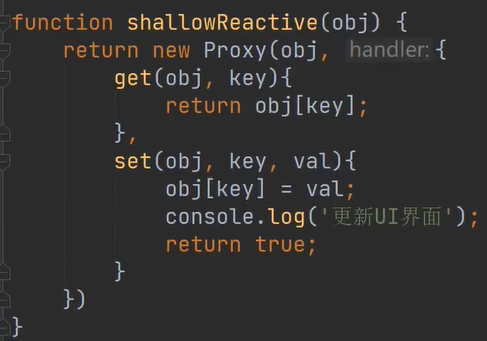 function shallowReactive(obj) {
    return new Proxy(obj, handler: {
        get(obj, key){
            return obj[key];
        },
        set(obj, key, val){
            obj[key] = val;
            console.log('更新UI界面');
            return true;
        }
    })
}